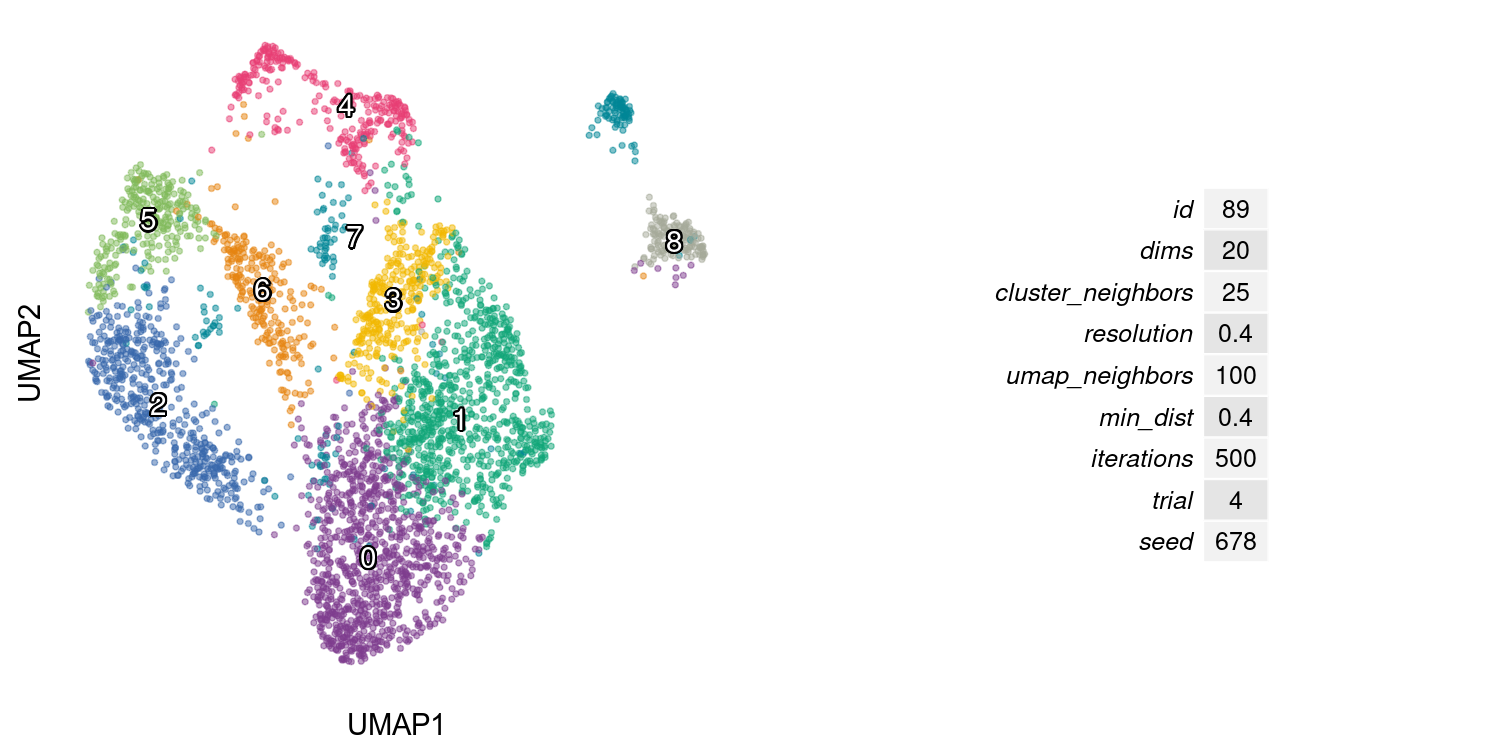 4
5
7
8
6
3
2
1
0
UMAP2
UMAP1
id 89
dims 20
cluster_neighbors 25
resolution 0.4
umap_neighbors 100
min_dist 0.4
iterations 500
trial 4
seed 678